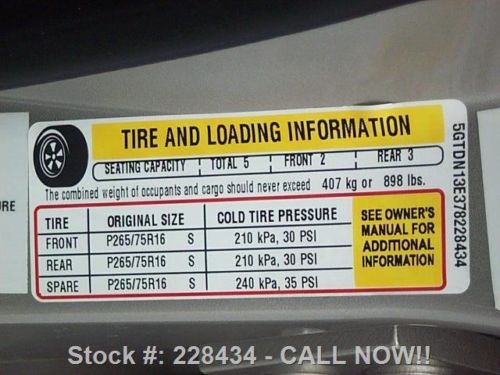 TIRE AND LOADING INFORMATION
SEATING CAPACITY TOTAL 5 FRONT 2 REAR 3
The combined weight of occupants and cargo should never exceed 407 kg or 898 lbs.
TIRE ORIGINAL SIZE COLD TIRE PRESSURE
FRONT P265/75R16 S 210 kPa, 30 PSI
REAR P265/75R16 S 210 kPa, 30 PSI
SPARE P265/75R16 S 240 kPa, 35 PSI
SEE OWNER'S
MANUAL FOR
ADDITIONAL
INFORMATION
5GTDN13E378228434
URE
Stock #: 228434 - CALL NOW!!